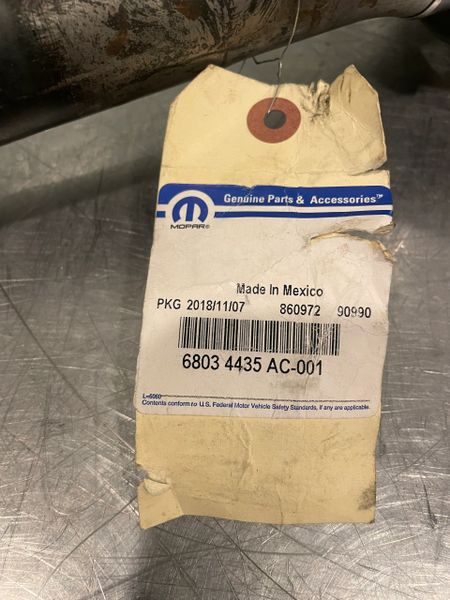 Genuine Parts & Accessories™
MOPAR®
Made In Mexico
PKG 2018/11/07 860972 90990
6803 4435 AC-001
L=6060
Contents conform to U.S. Federal Motor Vehicle Safety Standards, if any are applicable.